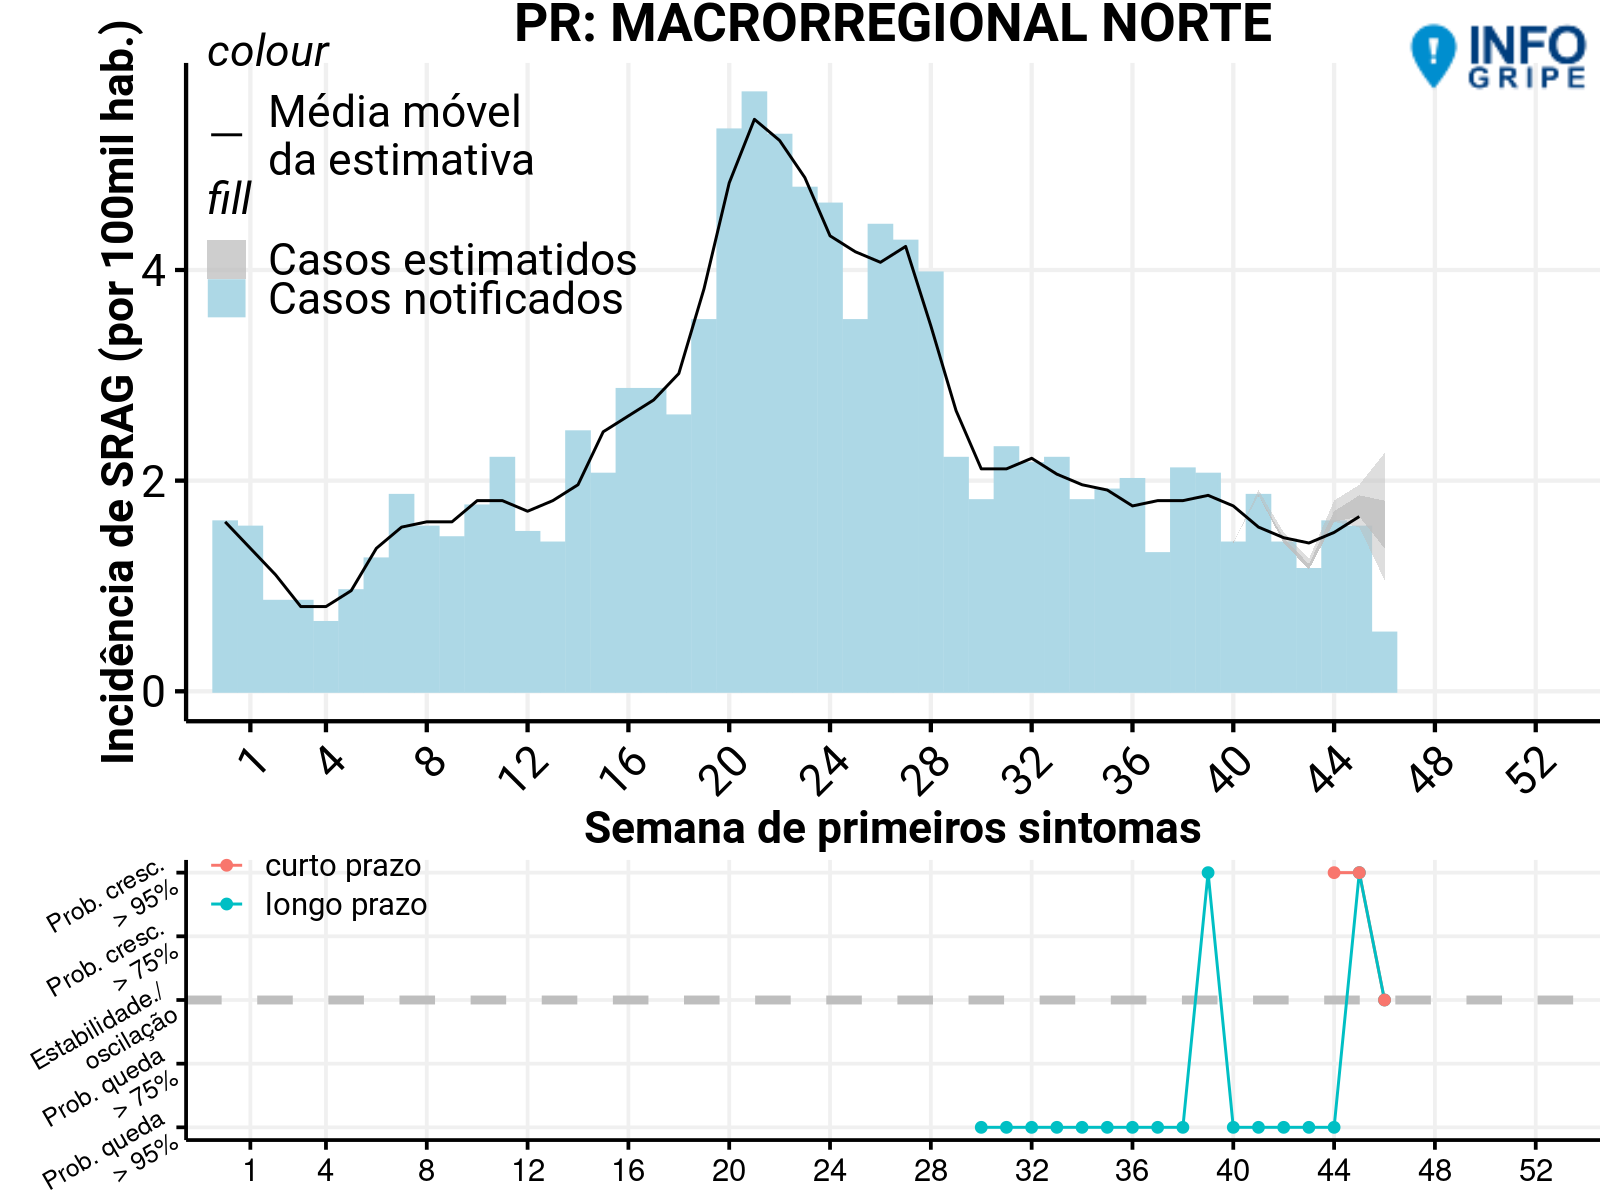 PR: MACRORREGIONAL NORTE
INFO
GRIPE
Incidência de SRAG (por 100mil hab.)
colour
Média móvel
da estimativa
fill
Casos estimatidos
Casos notificados
4
2
0
1 4 8 12 16 20 24 28 32 36 40 44 48 52
Semana de primeiros sintomas
curto prazo
longo prazo
Prob. cresc.
> 95%
Prob. cresc.
> 75%
Estabilidade./
oscilação
Prob. queda
> 75%
Prob. queda
> 95%
1 4 8 12 16 20 24 28 32 36 40 44 48 52